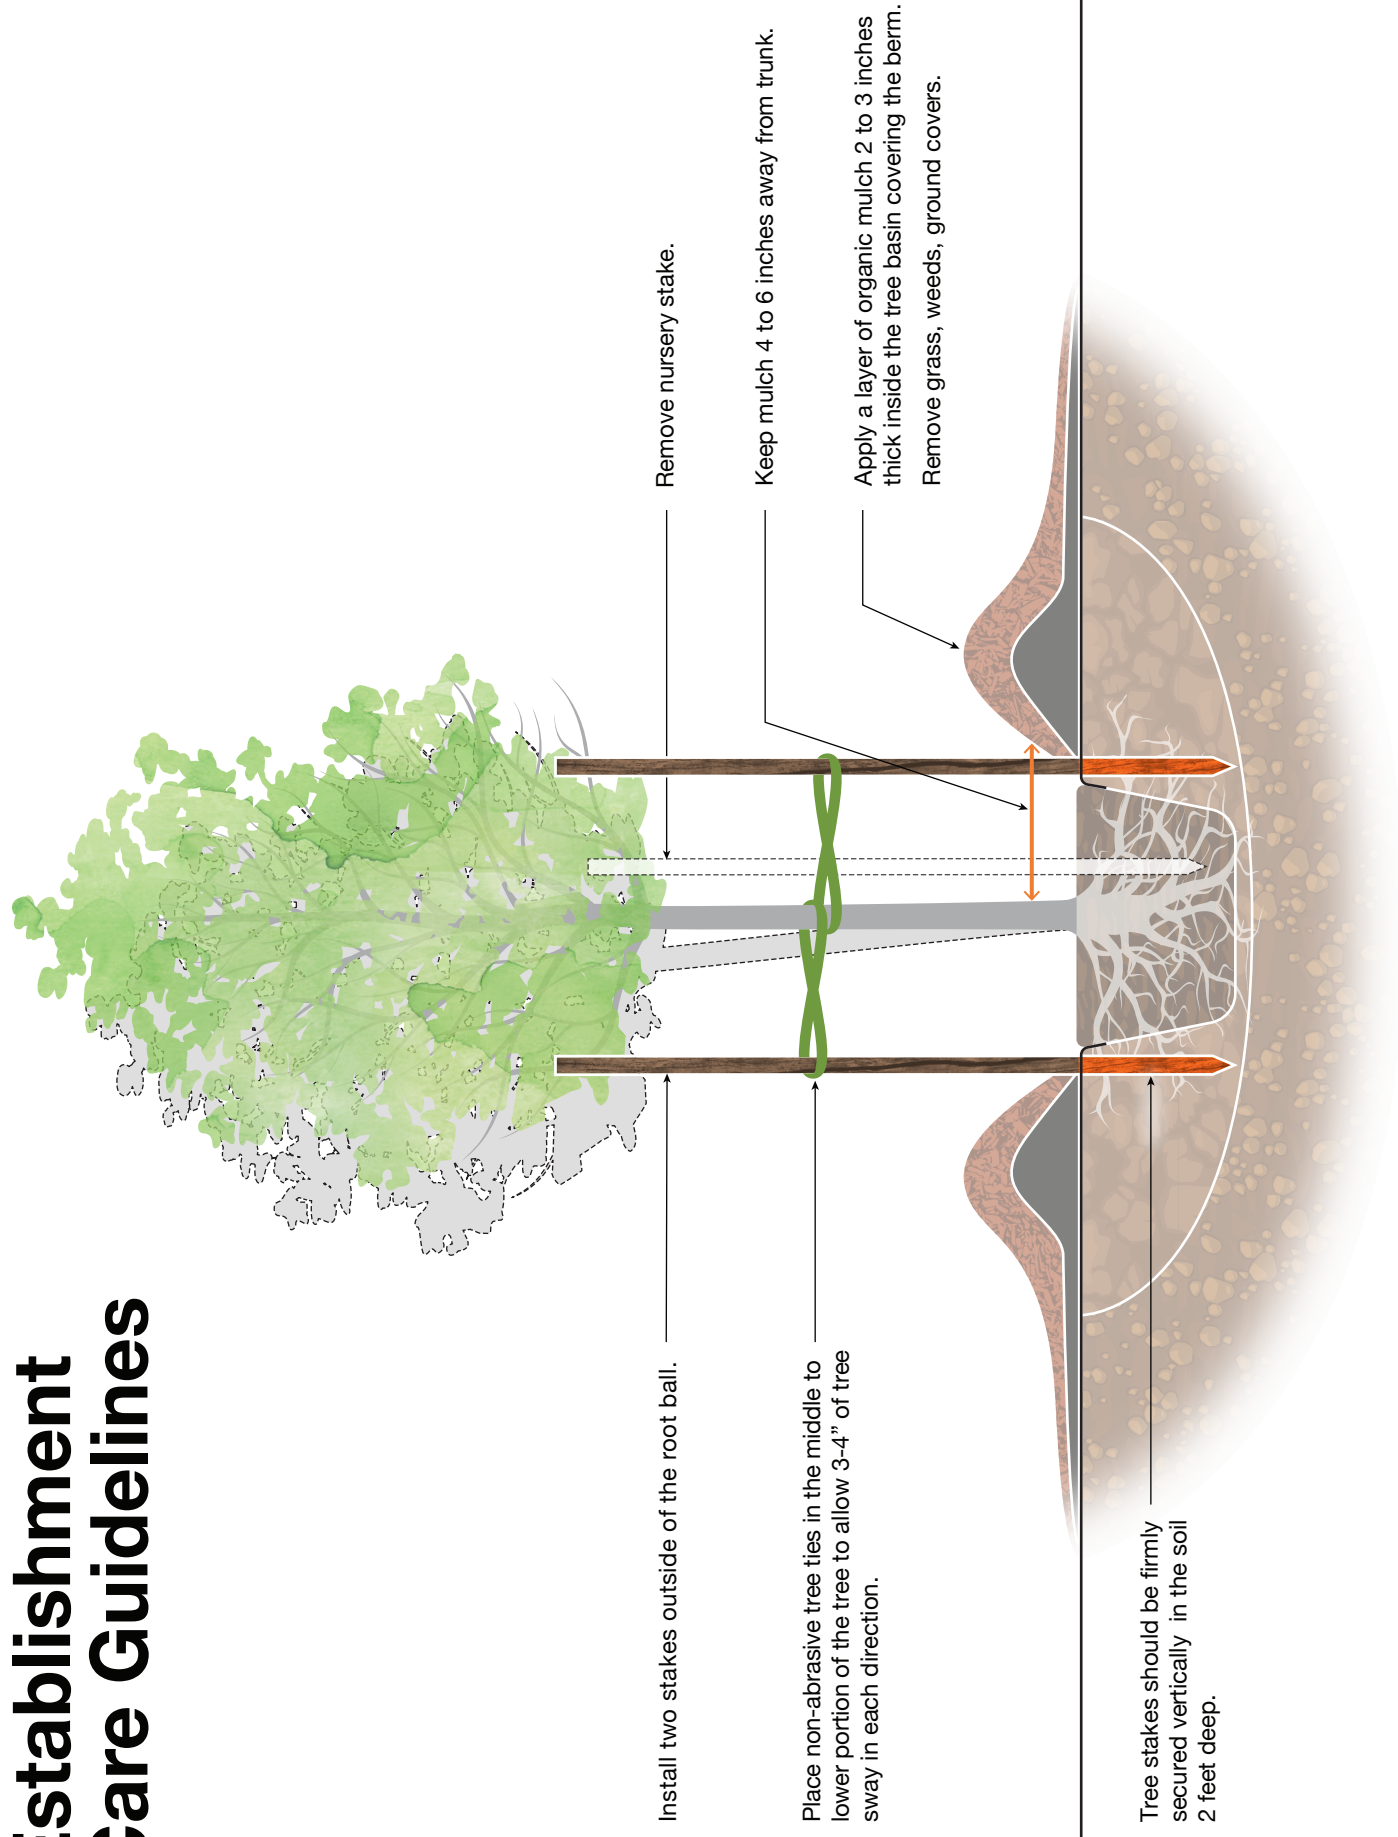 Establishment
Care Guidelines
Install two stakes outside of the root ball.
Place non-abrasive tree ties in the middle to
lower portion of the tree to allow 3-4” of tree
sway in each direction.
Tree stakes should be firmly
secured vertically in the soil
2 feet deep.
Remove nursery stake.
Keep mulch 4 to 6 inches away from trunk.
Apply a layer of organic mulch 2 to 3 inches
thick inside the tree basin covering the berm.
Remove grass, weeds, ground covers.